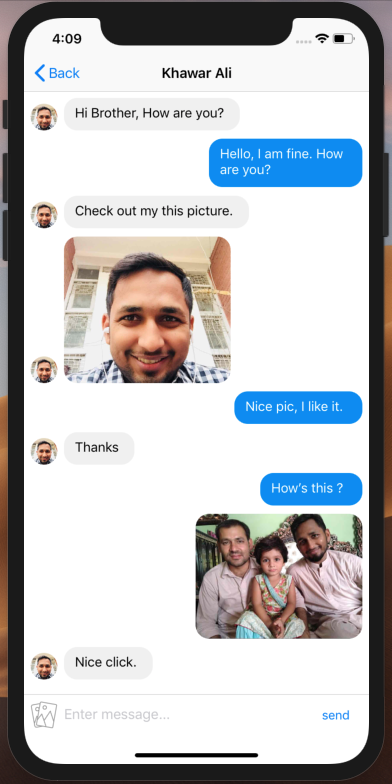 4:09
Back
Khawar Ali
Hi Brother, How are you?
Hello, I am fine. How
are you?
Check out my this picture.
Nice pic, I like it.
Thanks
How's this ?
Nice click.
Enter message...
send